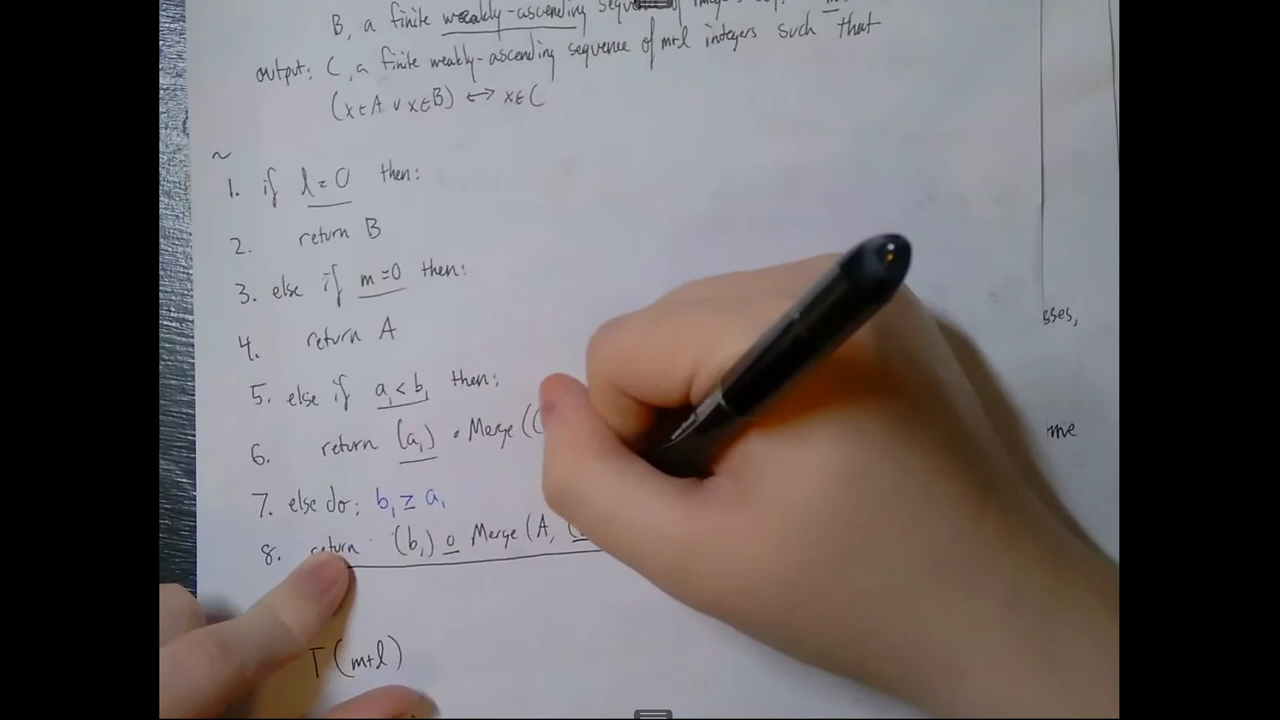 B, a finite weakly-ascending sequence of integers
output: C, a finite weakly-ascending sequence of m+l integers such that
(x∈A ∨ x∈B) ↔ x∈C
~
1. if l=0 then:
2. return B
3. else if m=0 then:
4. return A
5. else if a₁<b₁ then:
6. return (a₁) ∘ Merge((
7. else do: b₁≥a₁
8. return (b₁) ∘ Merge(A, (
T(m+l)
sses,
me